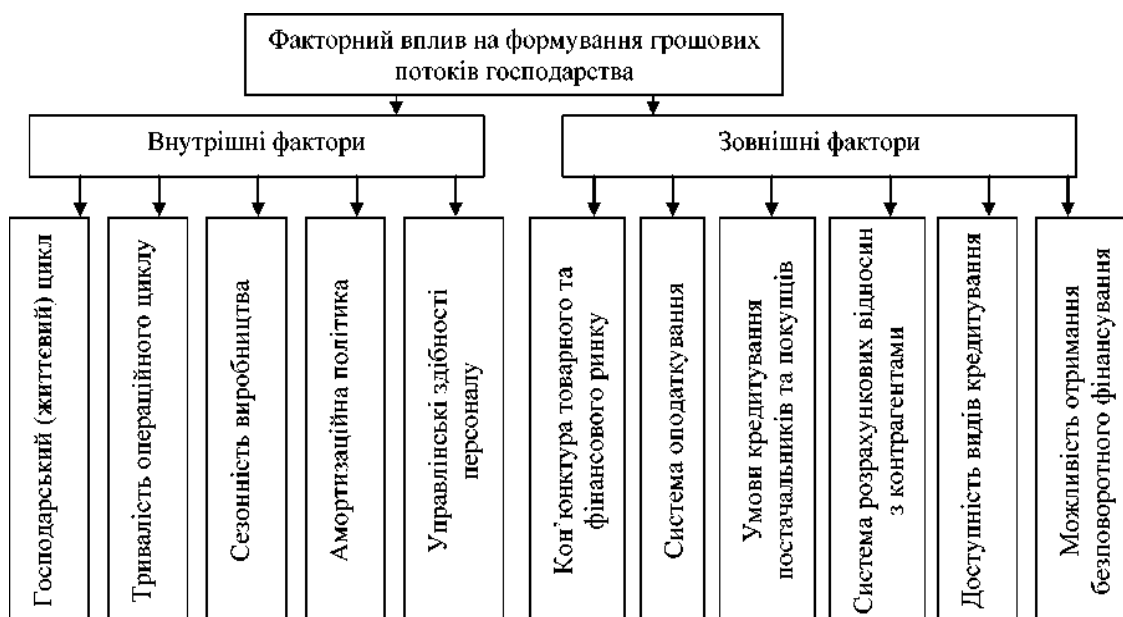 Факторний вплив на формування грошових
потоків господарства
Внутрішні фактори
Зовнішні фактори
Господарський (життєвий) цикл
Тривалість операційного циклу
Сезонність виробництва
Амортизаційна політика
Управлінські здібності
персоналу
Кон’юнктура товарного та
фінансового ринку
Система оподаткування
Умови кредитування
постачальників та покупців
Система розрахункових відносин
з контрагентами
Доступність видів кредитування
Можливість отримання
безповоротного фінансування